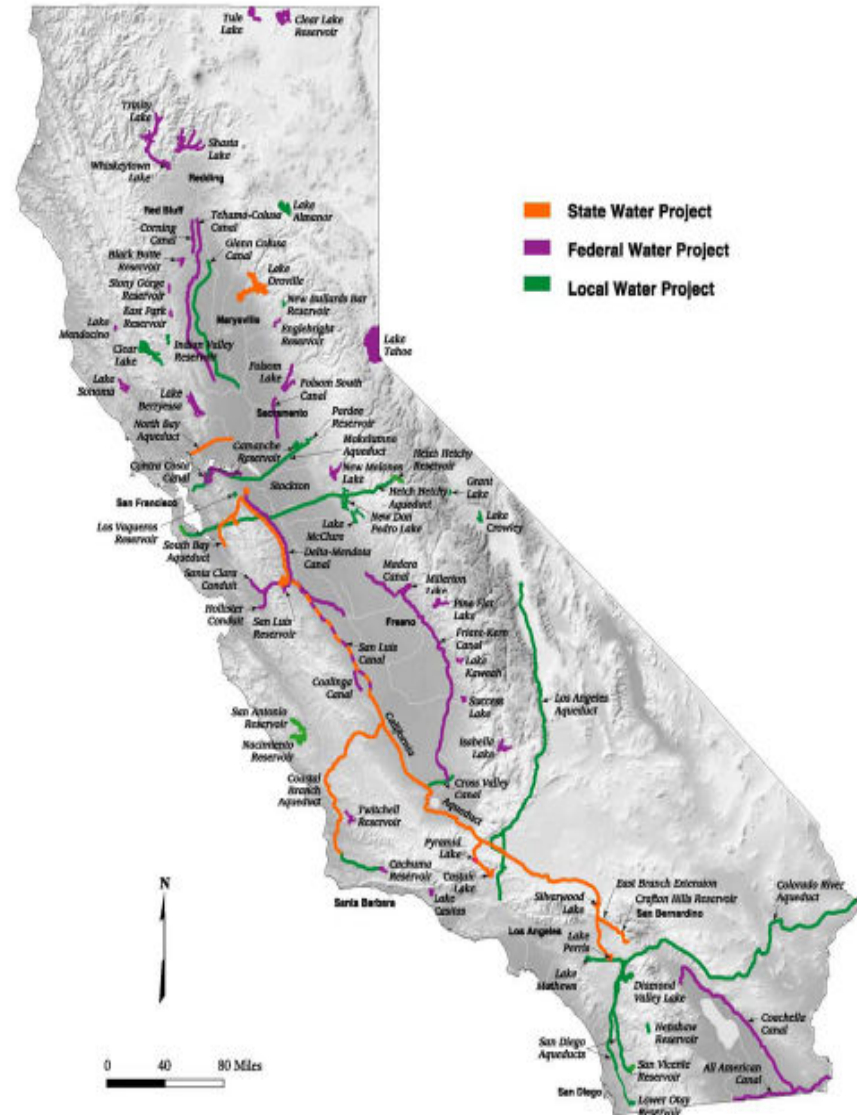 Tule
Lake
Clear Lake
Reservoir
Trinity
Lake
Shasta
Lake
Whiskeytown
Lake
Redding
Red Bluff
Tehama-Colusa
Canal
Lake
Almanor
Corning
Canal
Glenn Colusa
Canal
Black Butte
Reservoir
Lake
Oroville
Stony Gorge
Reservoir
New Bullards Bar
Reservoir
East Park
Reservoir
Marysville
Englebright
Reservoir
Lake
Mendocino
Indian Valley
Reservoir
Clear
Lake
Lake
Tahoe
Folsom
Lake
Folsom South
Canal
Lake
Sonoma
Lake
Berryessa
Sacramento
Pardee
Reservoir
North Bay
Aqueduct
Camanche
Reservoir
Mokelumne
Aqueduct
Hetch Hetchy
Reservoir
Contra Costa
Canal
New Melones
Lake
Grant
Lake
Stockton
Hetch Hetchy
Aqueduct
San Francisco
New Don
Pedro Lake
Lake
Crowley
Los Vaqueros
Reservoir
Lake
McClure
South Bay
Aqueduct
Delta-Mendota
Canal
Madera
Canal
Millerton
Lake
Santa Clara
Conduit
Pine Flat
Lake
Hollister
Conduit
San Luis
Reservoir
Fresno
Friant-Kern
Canal
San Luis
Canal
Lake
Kaweah
Coalinga
Canal
Los Angeles
Aqueduct
Success
Lake
San Antonio
Reservoir
California
Nacimiento
Reservoir
Isabella
Lake
Coastal
Branch
Aqueduct
Cross Valley
Canal
Aqueduct
Twitchell
Reservoir
Pyramid
Lake
Cachuma
Reservoir
Castaic
Lake
Colorado River
Aqueduct
East Branch Extension
Silverwood
Lake
Crafton Hills Reservoir
San Bernardino
Santa Barbara
Lake
Casitas
Los Angeles
Lake
Perris
Lake
Mathews
Diamond
Valley Lake
Coachella
Canal
Henshaw
Reservoir
San Diego
Aqueducts
San Vicente
Reservoir
All American
Canal
San Diego
Lower Otay
Reservoir
State Water Project
Federal Water Project
Local Water Project
N
0 40 80 Miles